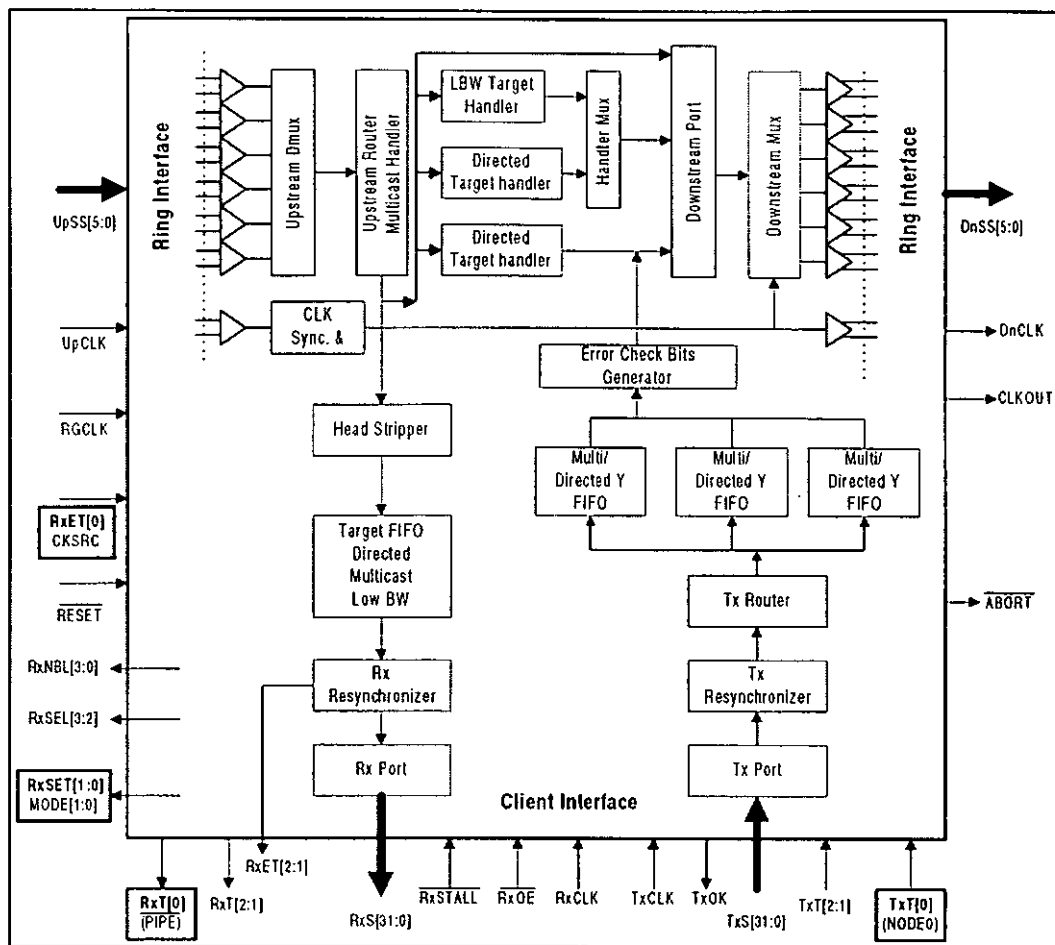 Ring Interface
Upstream Dmux
Upstream Router
Multicast Handler
LBW Target
Handler
Directed
Target handler
Directed
Target handler
Handler Mux
Downstream Port
Downstream Mux
Ring Interface
UpSS[5:0]
DnSS[5:0]
CLK
Sync. &
UpCLK
DnCLK
Error Check Bits
Generator
CLKOUT
RGCLK
Head Stripper
Multi/
Directed Y
FIFO
Multi/
Directed Y
FIFO
Multi/
Directed Y
FIFO
RxET[0]
CKSRC
Target FIFO
Directed
Multicast
Low BW
Tx Router
RESET
ABORT
RxNBL[3:0]
Rx
Resynchronizer
Tx
Resynchronizer
RxSEL[3:2]
RxSET[1:0]
MODE[1:0]
Rx Port
Tx Port
Client Interface
RxET[2:1]
RxT[0]
(PIPE)
RxT[2:1]
RxS[31:0]
RxSTALL
RxOE
RxCLK
TxCLK
TxOK
TxS[31:0]
TxT[2:1]
TxT[0]
(NODE0)